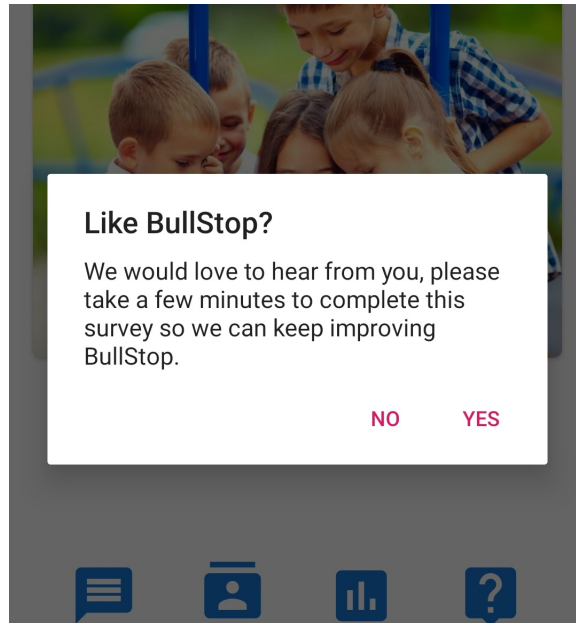 Like BullStop?
We would love to hear from you, please
take a few minutes to complete this
survey so we can keep improving
BullStop.
NO YES